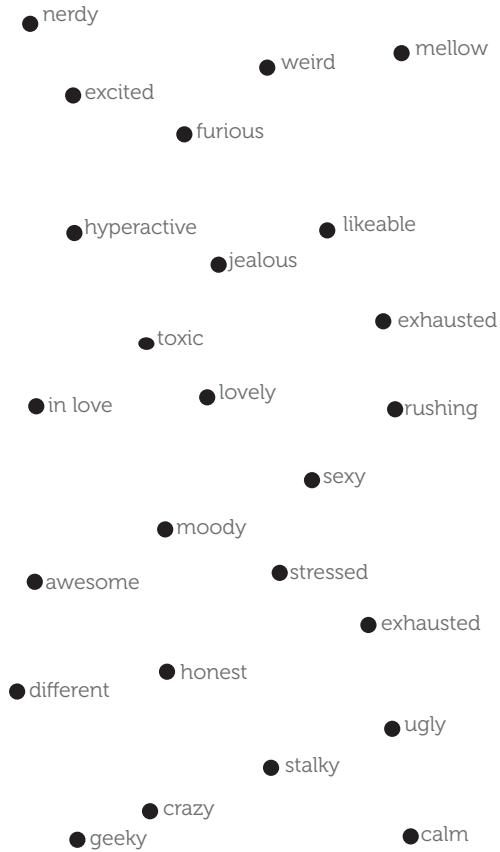 nerdy
mellow
weird
excited
furious
likeable
hyperactive
jealous
exhausted
toxic
lovely
in love
rushing
sexy
moody
stressed
awesome
exhausted
honest
different
ugly
stalky
crazy
calm
geeky